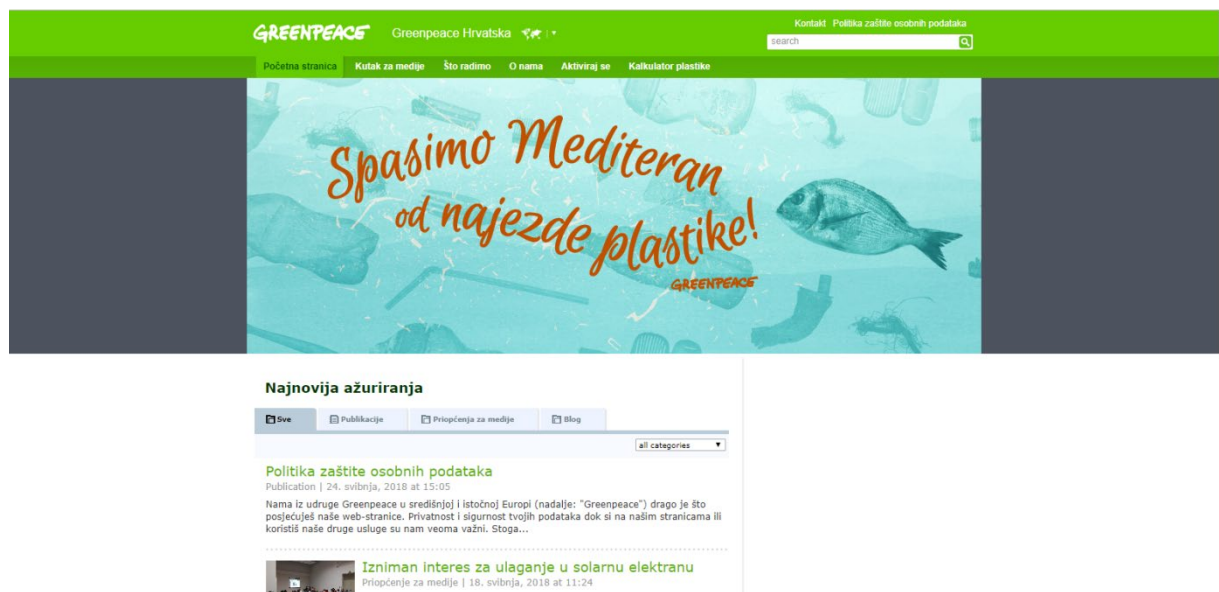 GREENPEACE Greenpeace Hrvatska
Kontakt Politika zaštite osobnih podataka
search
Početna stranica Kutak za medije Što radimo O nama Aktiviraj se Kalkulator plastike
Spasimo Mediteran
od najezde plastike!
GREENPEACE
Najnovija ažuriranja
Sve Publikacije Priopćenja za medije Blog
all categories
Politika zaštite osobnih podataka
Publication | 24. svibnja, 2018 at 15:05
Nama iz udruge Greenpeace u središnjoj i istočnoj Europi (nadalje: "Greenpeace") drago je što
posjećuješ naše web-stranice. Privatnost i sigurnost tvojih podataka dok si na našim stranicama ili
koristiš naše druge usluge su nam veoma važni. Stoga...
Izniman interes za ulaganje u solarnu elektranu
Priopćenje za medije | 18. svibnja, 2018 at 11:24